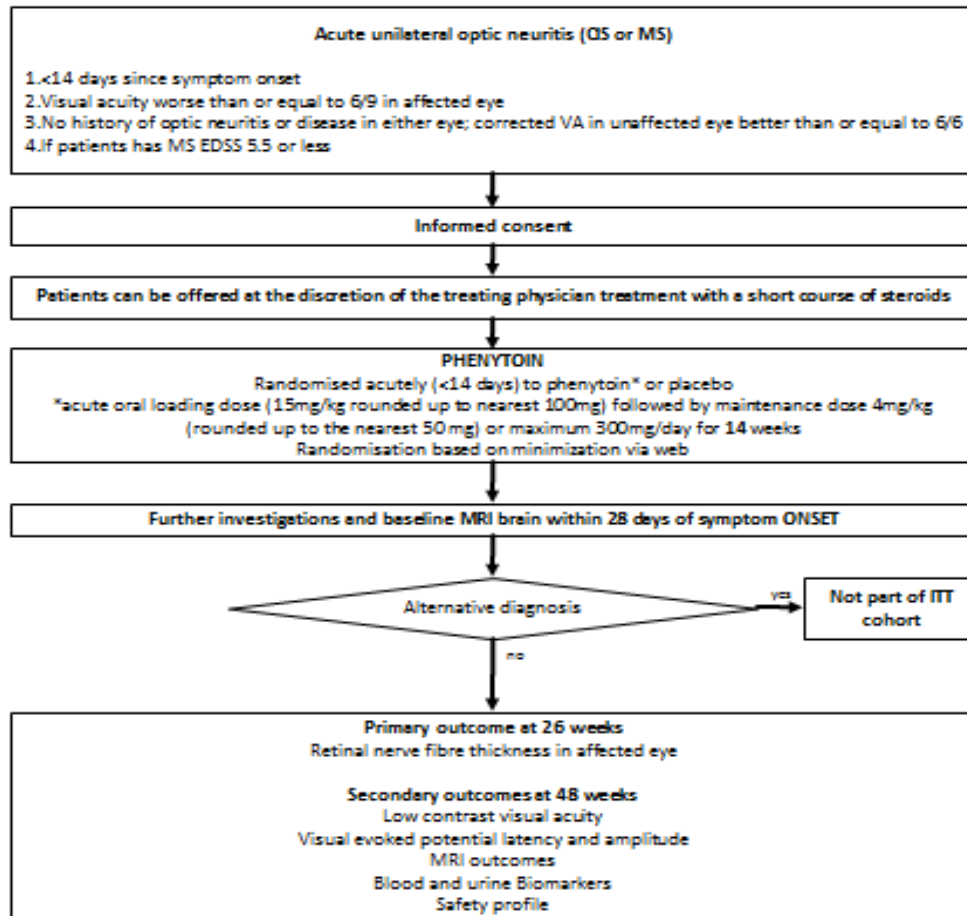 Acute unilateral optic neuritis (CIS or MS)
1.<14 days since symptom onset
2.Visual acuity worse than or equal to 6/9 in affected eye
3.No history of optic neuritis or disease in either eye; corrected VA in unaffected eye better than or equal to 6/6
4.If patients has MS EDSS 5.5 or less
Informed consent
Patients can be offered at the discretion of the treating physician treatment with a short course of steroids
PHENYTOIN
Randomised acutely (<14 days) to phenytoin* or placebo
*acute oral loading dose (15mg/kg rounded up to nearest 100mg) followed by maintenance dose 4mg/kg
(rounded up to the nearest 50 mg) or maximum 300mg/day for 14 weeks
Randomisation based on minimization via web
Further investigations and baseline MRI brain within 28 days of symptom ONSET
Alternative diagnosis
yes
Not part of ITT
cohort
no
Primary outcome at 26 weeks
Retinal nerve fibre thickness in affected eye
Secondary outcomes at 48 weeks
Low contrast visual acuity
Visual evoked potential latency and amplitude
MRI outcomes
Blood and urine Biomarkers
Safety profile